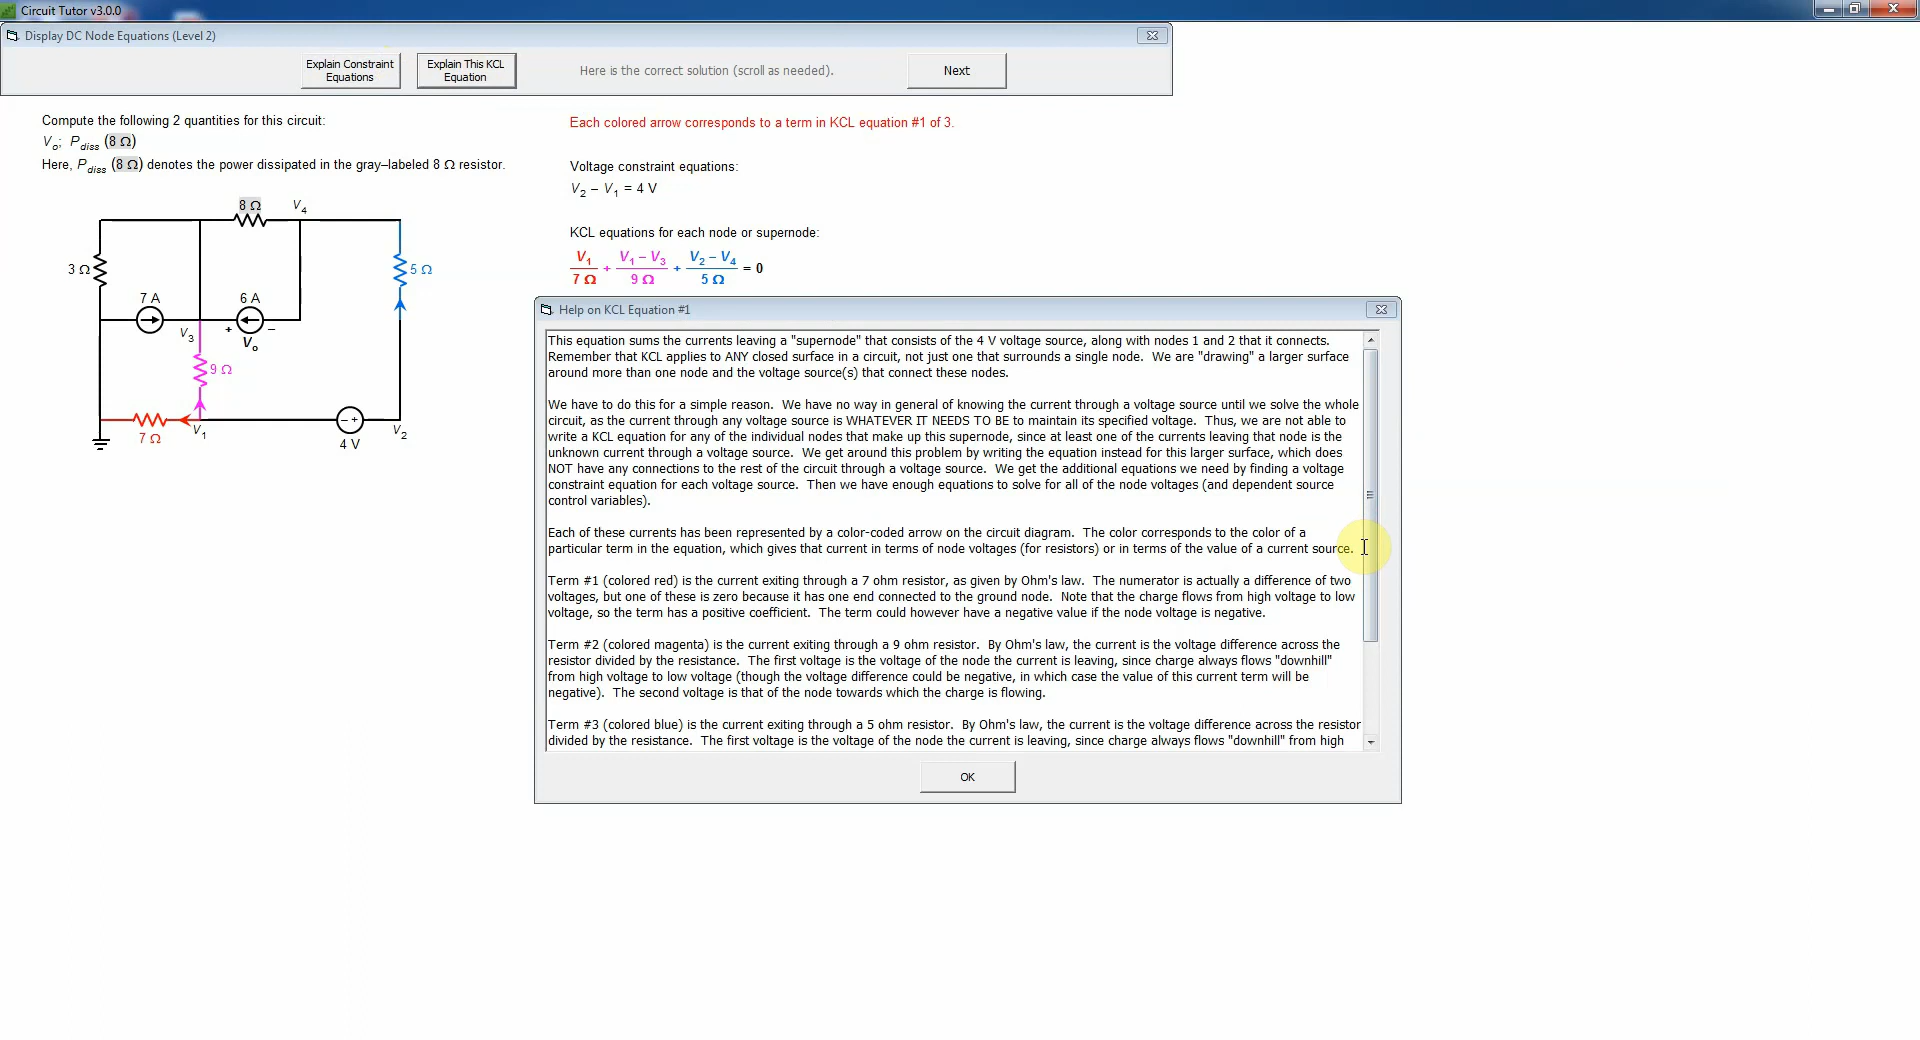 Circuit Tutor v3.0.0
Display DC Node Equations (Level 2)
Explain Constraint
Equations
Explain This KCL
Equation
Here is the correct solution (scroll as needed).
Next
Compute the following 2 quantities for this circuit:
Vo; Pdiss (8 Ω)
Here, Pdiss (8 Ω) denotes the power dissipated in the gray–labeled 8 Ω resistor.
8 Ω
V4
3 Ω
5 Ω
7 A
6 A
V3
+
–
Vo
9 Ω
– +
7 Ω
V1
4 V
V2
Each colored arrow corresponds to a term in KCL equation #1 of 3.
Voltage constraint equations:
V2 – V1 = 4 V
KCL equations for each node or supernode:
V1/7 Ω + V1 – V3/9 Ω + V2 – V4/5 Ω = 0
Help on KCL Equation #1
This equation sums the currents leaving a "supernode" that consists of the 4 V voltage source, along with nodes 1 and 2 that it connects.
Remember that KCL applies to ANY closed surface in a circuit, not just one that surrounds a single node. We are "drawing" a larger surface
around more than one node and the voltage source(s) that connect these nodes.
We have to do this for a simple reason. We have no way in general of knowing the current through a voltage source until we solve the whole
circuit, as the current through any voltage source is WHATEVER IT NEEDS TO BE to maintain its specified voltage. Thus, we are not able to
write a KCL equation for any of the individual nodes that make up this supernode, since at least one of the currents leaving that node is the
unknown current through a voltage source. We get around this problem by writing the equation instead for this larger surface, which does
NOT have any connections to the rest of the circuit through a voltage source. We get the additional equations we need by finding a voltage
constraint equation for each voltage source. Then we have enough equations to solve for all of the node voltages (and dependent source
control variables).
Each of these currents has been represented by a color-coded arrow on the circuit diagram. The color corresponds to the color of a
particular term in the equation, which gives that current in terms of node voltages (for resistors) or in terms of the value of a current source.
Term #1 (colored red) is the current exiting through a 7 ohm resistor, as given by Ohm's law. The numerator is actually a difference of two
voltages, but one of these is zero because it has one end connected to the ground node. Note that the charge flows from high voltage to low
voltage, so the term has a positive coefficient. The term could however have a negative value if the node voltage is negative.
Term #2 (colored magenta) is the current exiting through a 9 ohm resistor. By Ohm's law, the current is the voltage difference across the
resistor divided by the resistance. The first voltage is the voltage of the node the current is leaving, since charge always flows "downhill"
from high voltage to low voltage (though the voltage difference could be negative, in which case the value of this current term will be
negative). The second voltage is that of the node towards which the charge is flowing.
Term #3 (colored blue) is the current exiting through a 5 ohm resistor. By Ohm's law, the current is the voltage difference across the resistor
divided by the resistance. The first voltage is the voltage of the node the current is leaving, since charge always flows "downhill" from high
OK